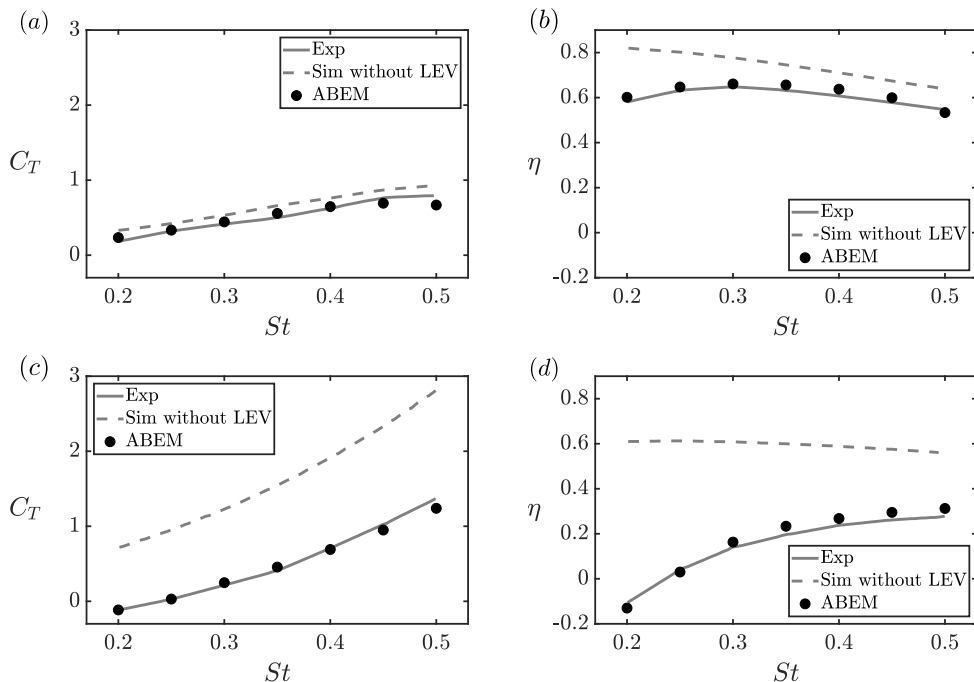 (a)
3
2
C_T
1
0
Exp
Sim without LEV
ABEM
0.2 0.3 0.4 0.5
St
(b)
0.8
0.6
η
0.4
0.2
0
-0.2
Exp
Sim without LEV
ABEM
0.2 0.3 0.4 0.5
St
(c)
3
2
C_T
1
0
Exp
Sim without LEV
ABEM
0.2 0.3 0.4 0.5
St
(d)
0.8
0.6
η
0.4
0.2
0
-0.2
Exp
Sim without LEV
ABEM
0.2 0.3 0.4 0.5
St